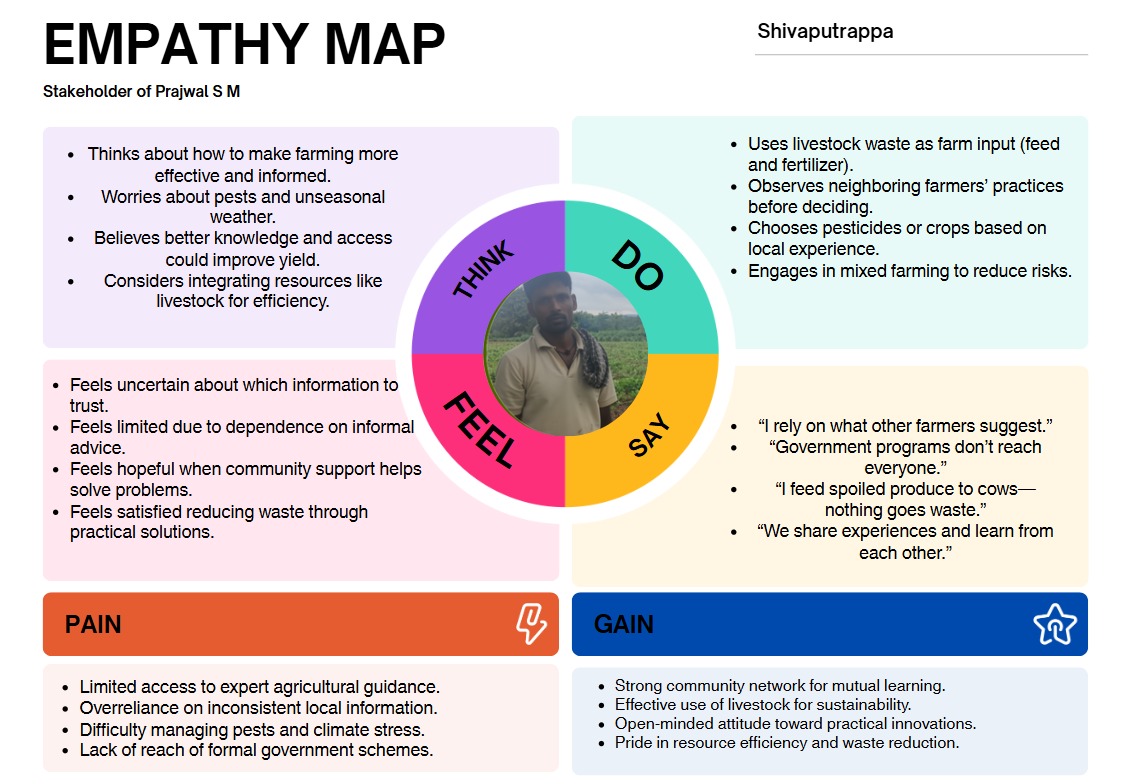 EMPATHY MAP
Shivaputrappa
Stakeholder of Prajwal S M
• Thinks about how to make farming more
effective and informed.
• Worries about pests and unseasonal
weather.
• Believes better knowledge and access
could improve yield.
• Considers integrating resources like
livestock for efficiency.
• Uses livestock waste as farm input (feed
and fertilizer).
• Observes neighboring farmers’ practices
before deciding.
• Chooses pesticides or crops based on
local experience.
• Engages in mixed farming to reduce risks.
THINK
DO
FEEL
SAY
• Feels uncertain about which information to
trust.
• Feels limited due to dependence on informal
advice.
• Feels hopeful when community support helps
solve problems.
• Feels satisfied reducing waste through
practical solutions.
• “I rely on what other farmers suggest.”
• “Government programs don’t reach
everyone.”
• “I feed spoiled produce to cows—
nothing goes waste.”
• “We share experiences and learn from
each other.”
PAIN
• Limited access to expert agricultural guidance.
• Overreliance on inconsistent local information.
• Difficulty managing pests and climate stress.
• Lack of reach of formal government schemes.
GAIN
• Strong community network for mutual learning.
• Effective use of livestock for sustainability.
• Open-minded attitude toward practical innovations.
• Pride in resource efficiency and waste reduction.